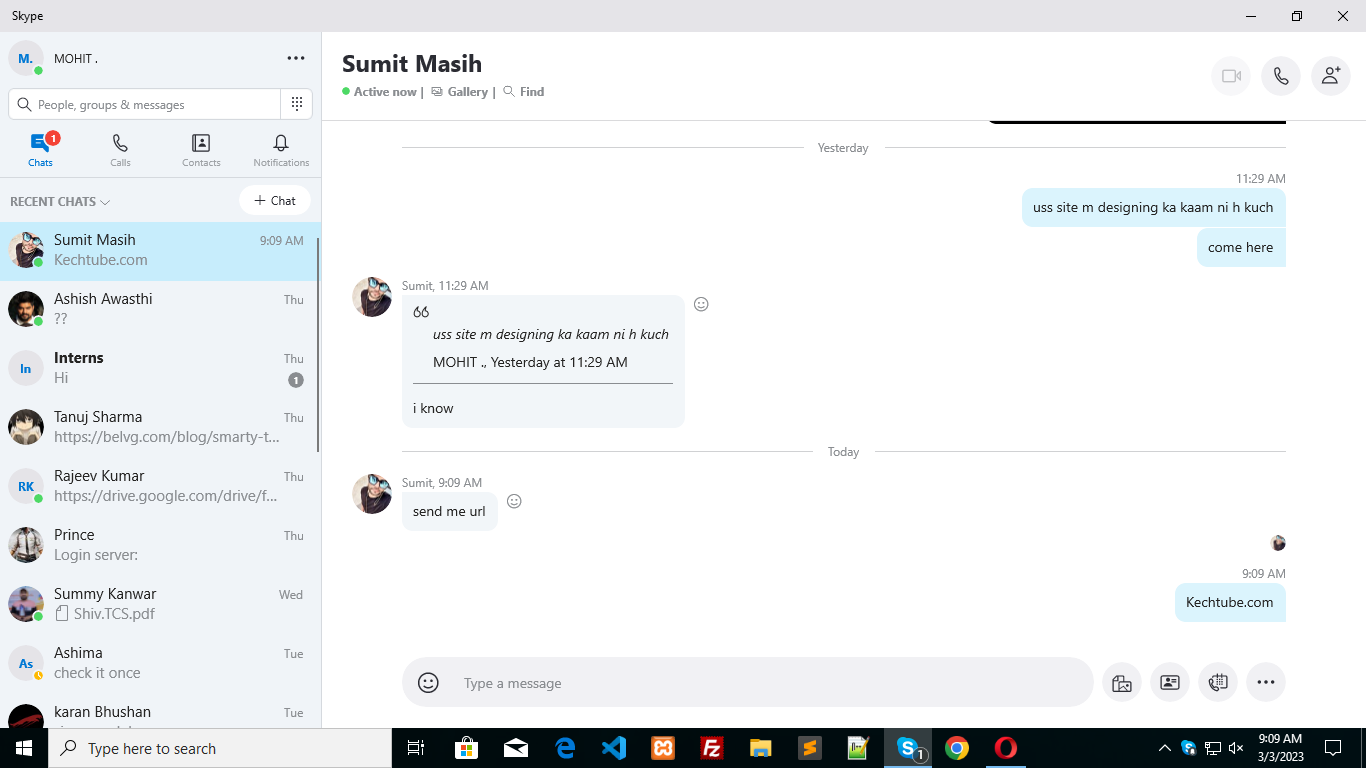 Skype
M.
MOHIT .
People, groups & messages
1
Chats
Calls
Contacts
Notifications
RECENT CHATS
+ Chat
Sumit Masih
9:09 AM
Kechtube.com
Ashish Awasthi
Thu
??
In
Interns
Thu
Hi
1
Tanuj Sharma
Thu
https://belvg.com/blog/smarty-t...
RK
Rajeev Kumar
Thu
https://drive.google.com/drive/f...
Prince
Thu
Login server:
Summy Kanwar
Wed
Shiv.TCS.pdf
As
Ashima
Tue
check it once
karan Bhushan
Tue
Sumit Masih
Active now | Gallery | Find
Yesterday
11:29 AM
uss site m designing ka kaam ni h kuch
come here
Sumit, 11:29 AM
uss site m designing ka kaam ni h kuch
MOHIT ., Yesterday at 11:29 AM
i know
Today
Sumit, 9:09 AM
send me url
9:09 AM
Kechtube.com
Type a message
Type here to search
1
9:09 AM
3/3/2023